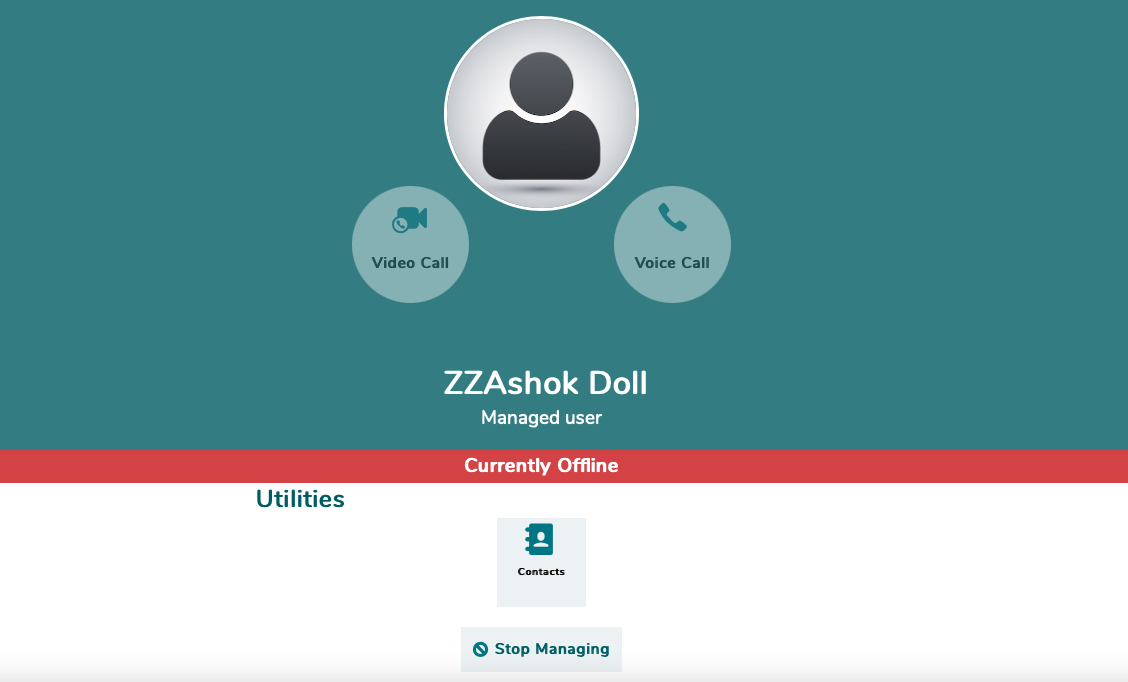 Video Call
Voice Call
ZZAshok Doll
Managed user
Currently Offline
Utilities
Contacts
Stop Managing